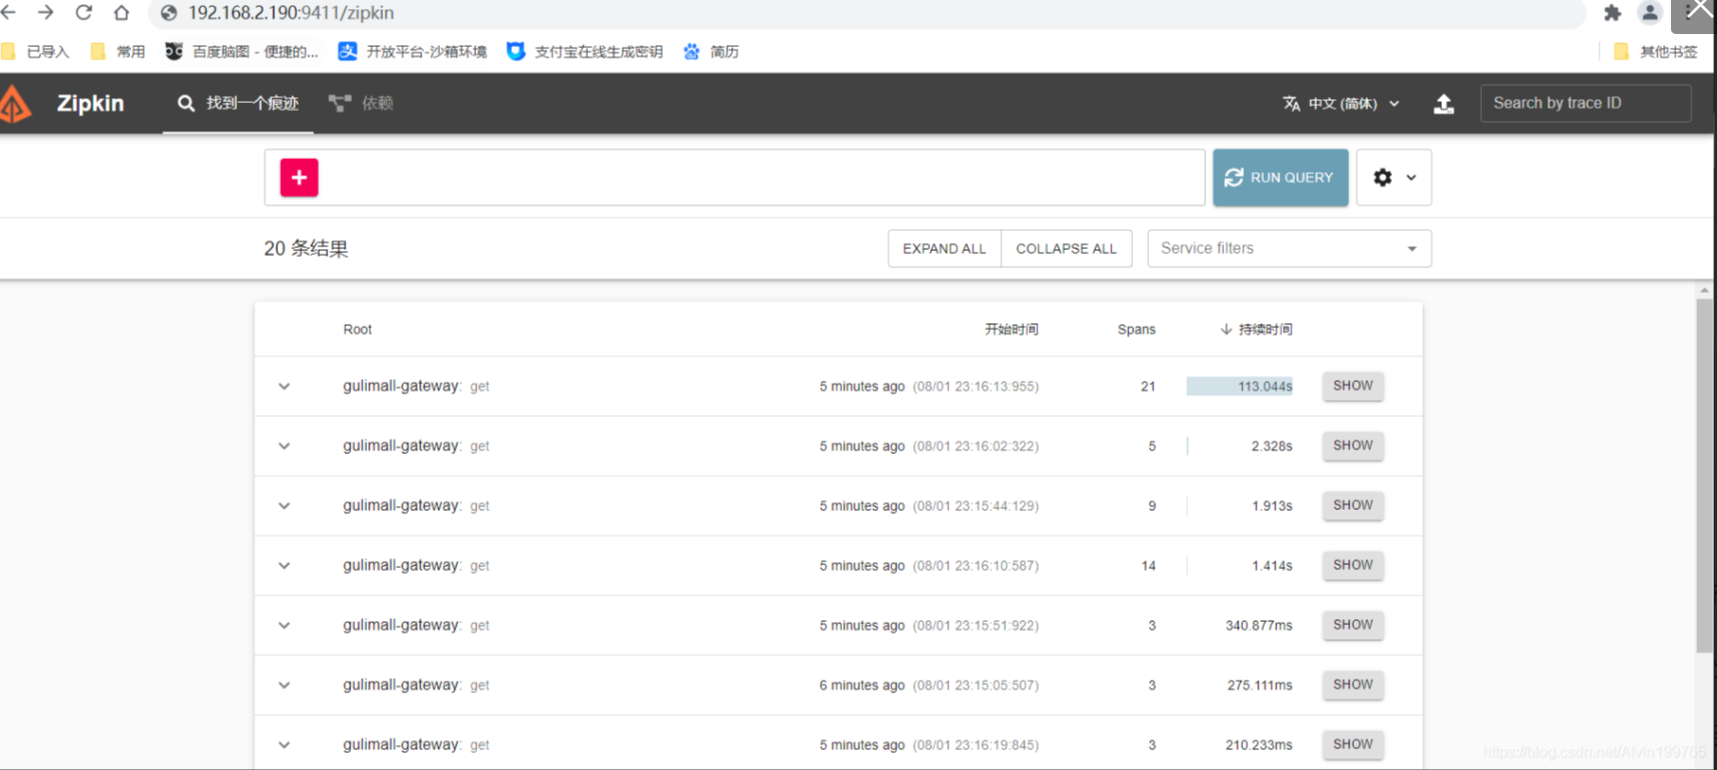 192.168.2.190:9411/zipkin
已导入 常用 百度脑图 - 便捷的... 开放平台-沙箱环境 支付宝在线生成密钥 简历 其他书签
Zipkin 找到一个痕迹 依赖 中文 (简体) Search by trace ID
RUN QUERY
20 条结果 EXPAND ALL COLLAPSE ALL Service filters
Root 开始时间 Spans 持续时间
gulimall-gateway: get 5 minutes ago (08/01 23:16:13:955) 21 113.044s SHOW
gulimall-gateway: get 5 minutes ago (08/01 23:16:02:322) 5 2.328s SHOW
gulimall-gateway: get 5 minutes ago (08/01 23:15:44:129) 9 1.913s SHOW
gulimall-gateway: get 5 minutes ago (08/01 23:16:10:587) 14 1.414s SHOW
gulimall-gateway: get 5 minutes ago (08/01 23:15:51:922) 3 340.877ms SHOW
gulimall-gateway: get 6 minutes ago (08/01 23:15:05:507) 3 275.111ms SHOW
gulimall-gateway: get 5 minutes ago (08/01 23:16:19:845) 3 210.233ms SHOW
https://blog.csdn.net/Alvin199765